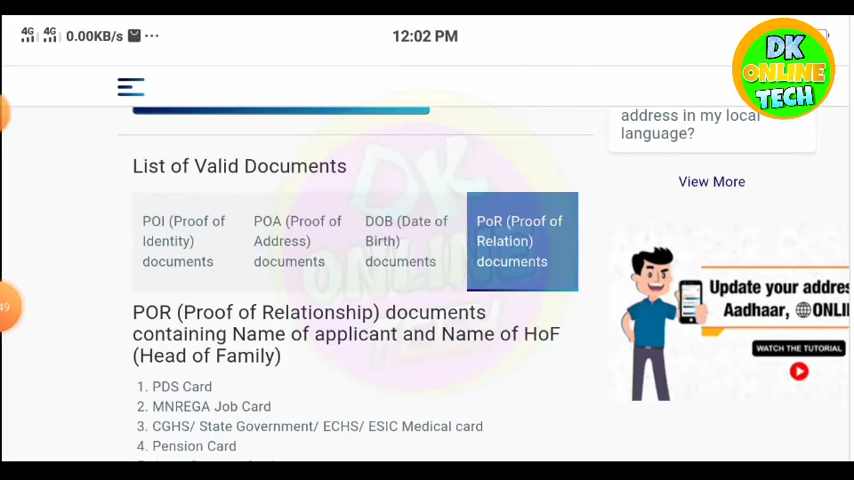 4G 4G 0.00KB/s ... 12:02 PM
DK
ONLINE
TECH
address in my local
language?
View More
List of Valid Documents
POI (Proof of
Identity)
documents
POA (Proof of
Address)
documents
DOB (Date of
Birth)
documents
PoR (Proof of
Relation)
documents
DK
ONLINE
POR (Proof of Relationship) documents
containing Name of applicant and Name of HoF
(Head of Family)
1. PDS Card
2. MNREGA Job Card
3. CGHS/ State Government/ ECHS/ ESIC Medical card
4. Pension Card
49
Update your addres
Aadhaar, ONLI
WATCH THE TUTORIAL